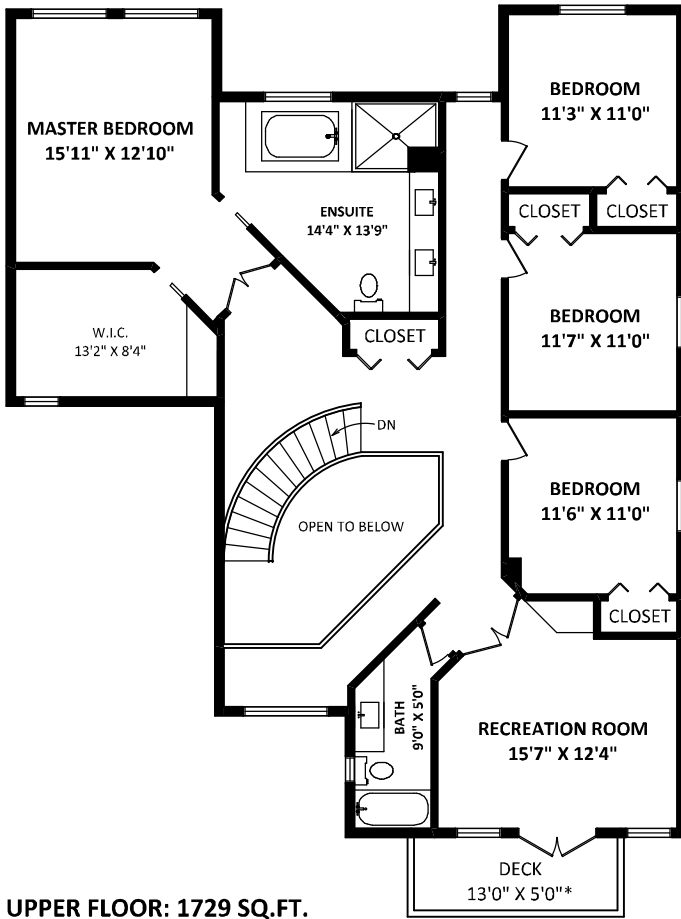 MASTER BEDROOM
15'11" X 12'10"
BEDROOM
11'3" X 11'0"
ENSUITE
14'4" X 13'9"
CLOSET
CLOSET
W.I.C.
13'2" X 8'4"
CLOSET
BEDROOM
11'7" X 11'0"
DN
OPEN TO BELOW
BEDROOM
11'6" X 11'0"
CLOSET
BATH
9'0" X 5'0"
RECREATION ROOM
15'7" X 12'4"
DECK
13'0" X 5'0"*
UPPER FLOOR: 1729 SQ.FT.